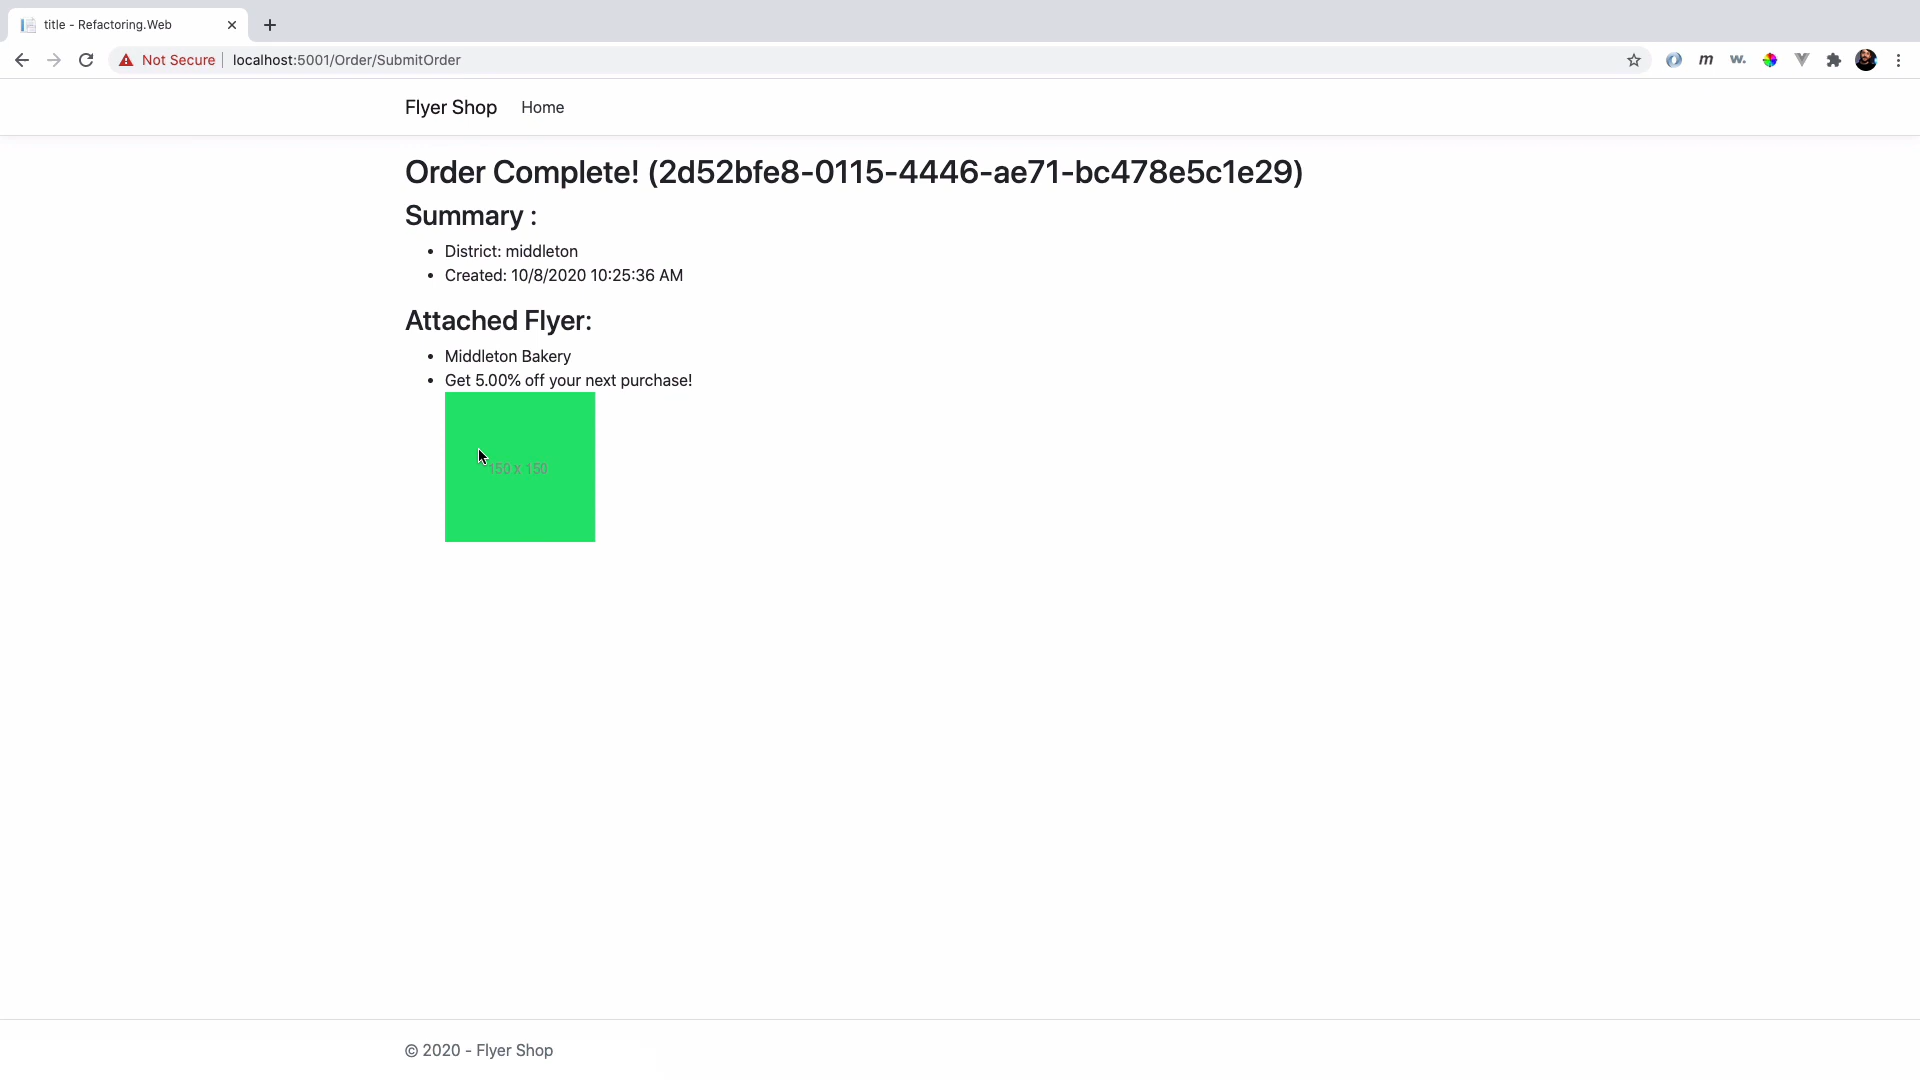 title - Refactoring.Web
Not Secure
localhost:5001/Order/SubmitOrder
m
w.
Flyer Shop
Home
Order Complete! (2d52bfe8-0115-4446-ae71-bc478e5c1e29)
Summary :
District: middleton
Created: 10/8/2020 10:25:36 AM
Attached Flyer:
Middleton Bakery
Get 5.00% off your next purchase!
150 x 150
© 2020 - Flyer Shop